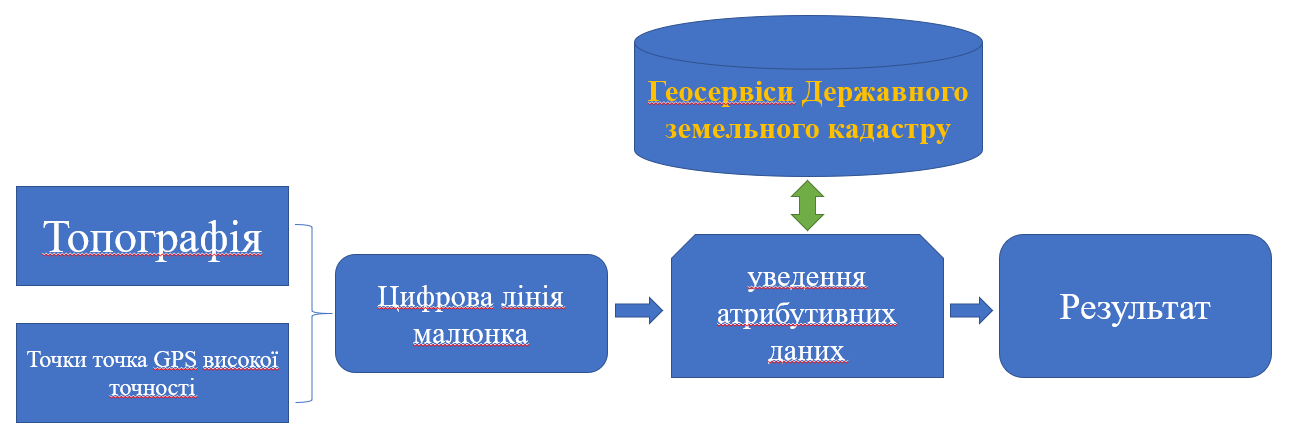 Геосервіси Державного
земельного кадастру
Топографія
Точки точка GPS високої
точності
Цифрова лінія
малюнка
уведення
атрибутивних
даних
Результат